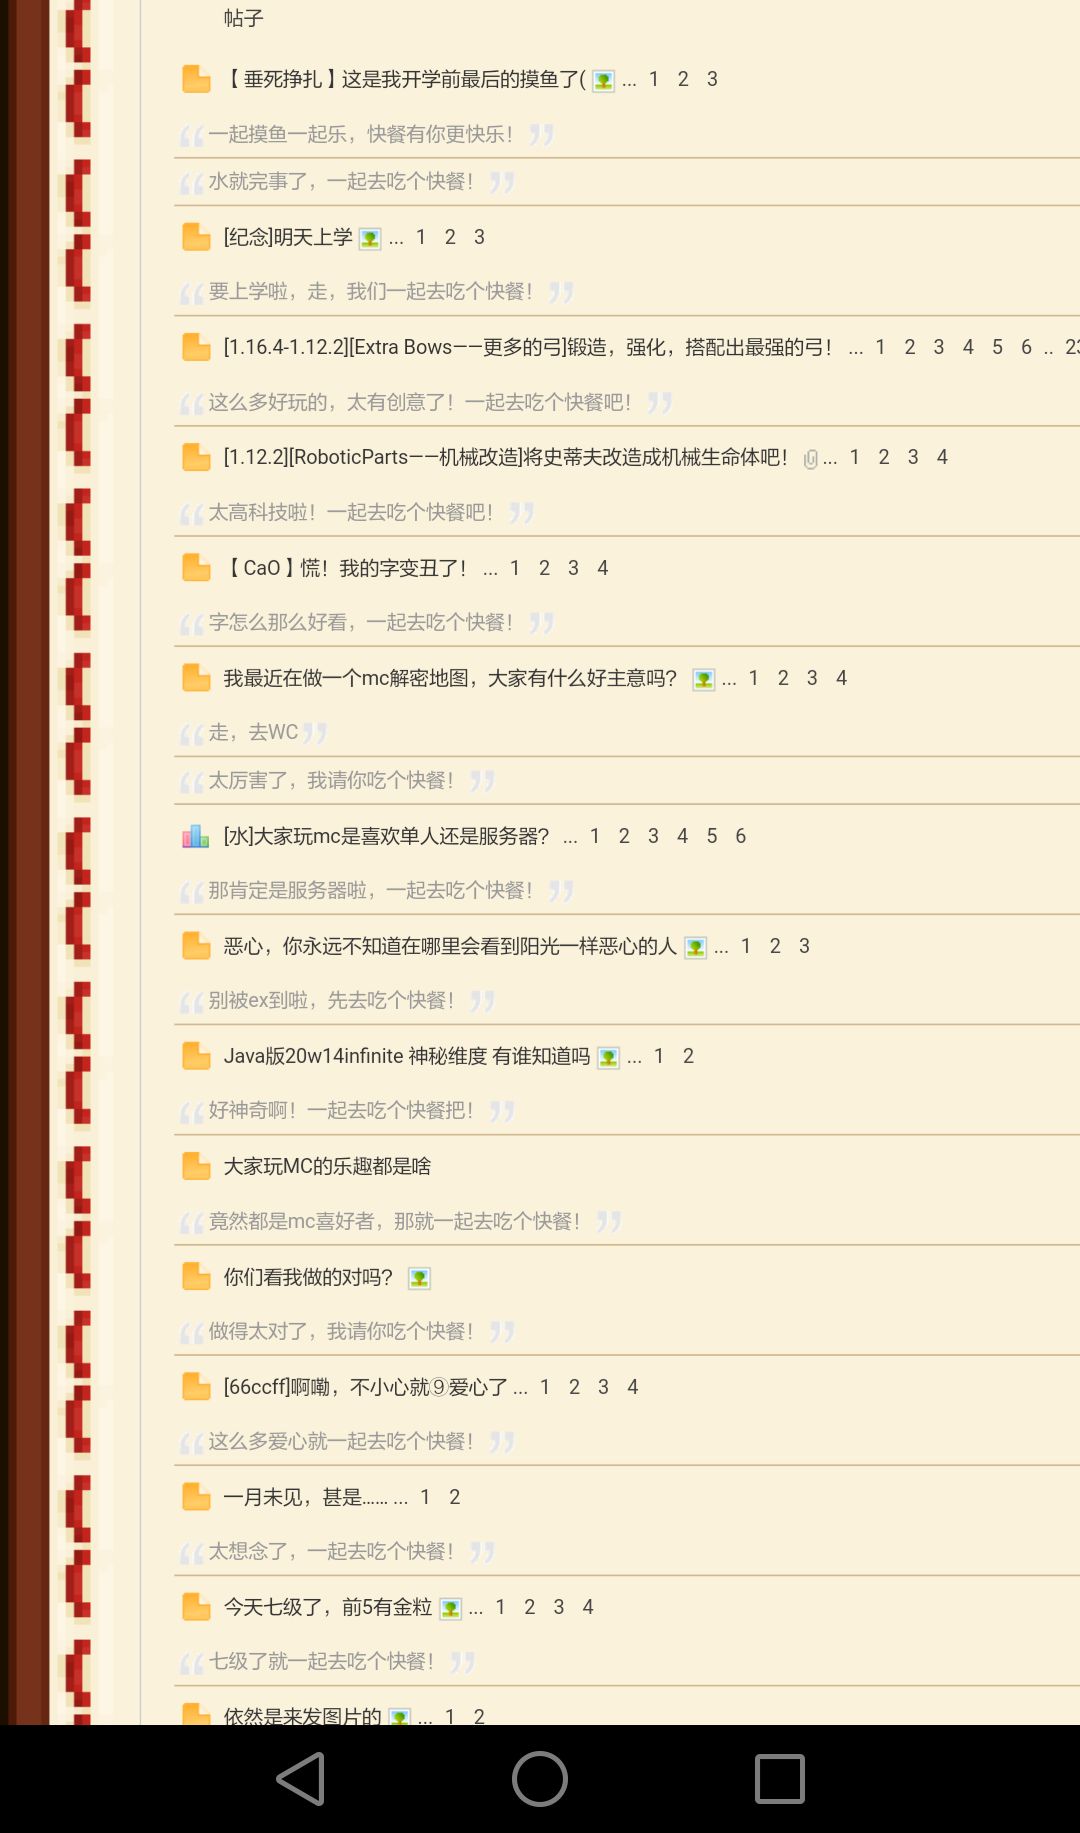 帖子
【垂死挣扎】这是我开学前最后的摸鱼了( ... 1 2 3
一起摸鱼一起乐，快餐有你更快乐！
水就完事了，一起去吃个快餐！
[纪念]明天上学 ... 1 2 3
要上学啦，走，我们一起去吃个快餐！
[1.16.4-1.12.2][Extra Bows——更多的弓]锻造，强化，搭配出最强的弓！ ... 1 2 3 4 5 6 .. 23
这么多好玩的，太有创意了！一起去吃个快餐吧！
[1.12.2][RoboticParts——机械改造]将史蒂夫改造成机械生命体吧！ ... 1 2 3 4
太高科技啦！一起去吃个快餐吧！
【CaO】慌！我的字变丑了！ ... 1 2 3 4
字怎么那么好看，一起去吃个快餐！
我最近在做一个mc解密地图，大家有什么好主意吗？ ... 1 2 3 4
走，去WC
太厉害了，我请你吃个快餐！
[水]大家玩mc是喜欢单人还是服务器？ ... 1 2 3 4 5 6
那肯定是服务器啦，一起去吃个快餐！
恶心，你永远不知道在哪里会看到阳光一样恶心的人 ... 1 2 3
别被ex到啦，先去吃个快餐！
Java版20w14infinite 神秘维度 有谁知道吗 ... 1 2
好神奇啊！一起去吃个快餐把！
大家玩MC的乐趣都是啥
竟然都是mc喜好者，那就一起去吃个快餐！
你们看我做的对吗？
做得太对了，我请你吃个快餐！
[66ccff]啊嘞，不小心就⑨爱心了 ... 1 2 3 4
这么多爱心就一起去吃个快餐！
一月未见，甚是...... ... 1 2
太想念了，一起去吃个快餐！
今天七级了，前5有金粒 ... 1 2 3 4
七级了就一起去吃个快餐！
依然是来发图片的 ... 1 2